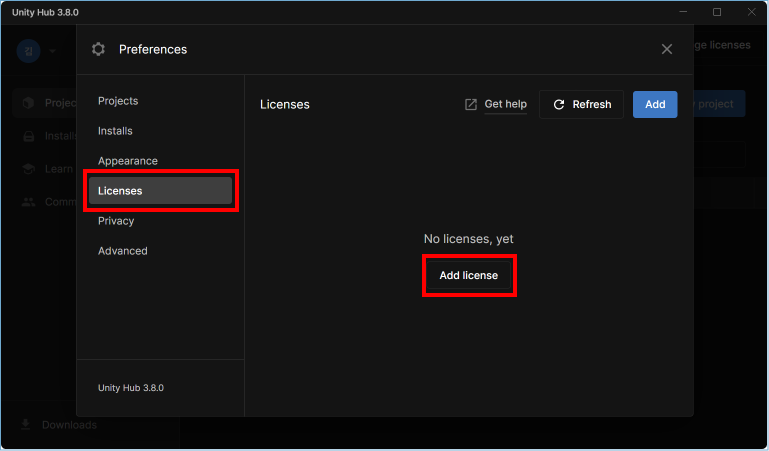 Unity Hub 3.8.0
김
Preferences
ge licenses
Projects
Licenses
Get help
Refresh
Add
Projec
project
Installs
Installs
Appearance
Learn
Licenses
Comm
Privacy
No licenses, yet
Advanced
Add license
Unity Hub 3.8.0
Downloads